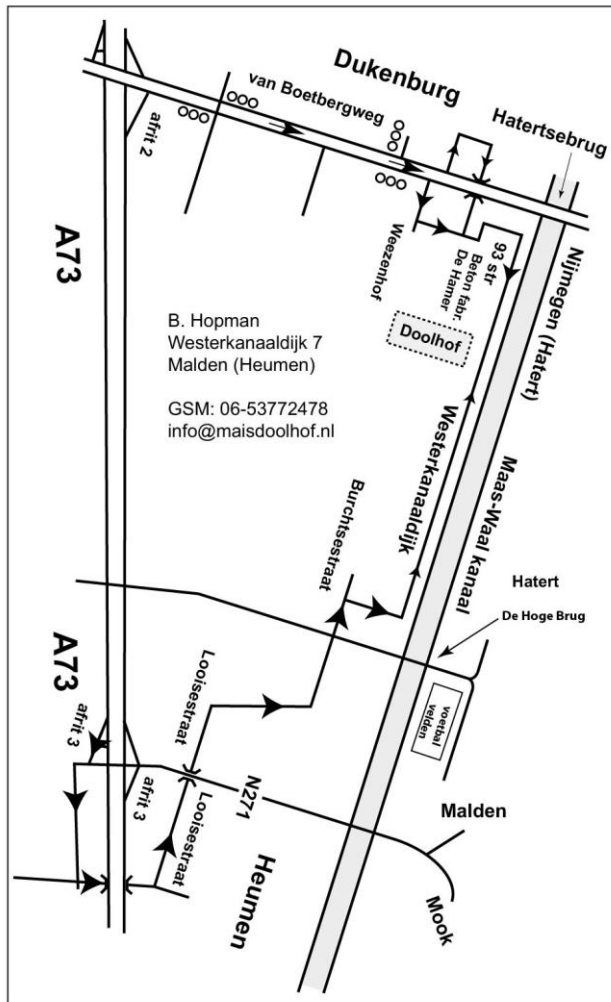 Dukenburg
van Boetbergweg
Hatertsebrug
afrit 2
A73
Weezenhof
93 str
Beton fabr.
De Hamer
Nijmegen (Hatert)
B. Hopman
Westerkanaaldijk 7
Malden (Heumen)
GSM: 06-53772478
info@maisdoolhof.nl
Doolhof
Westerkanaaldijk
Maas-Waal kanaal
Burchtsestraat
Hatert
De Hoge Brug
A73
Looisestraat
voetbal
velden
afrit 3
afrit 3
N271
Looisestraat
Malden
Heumen
Mook